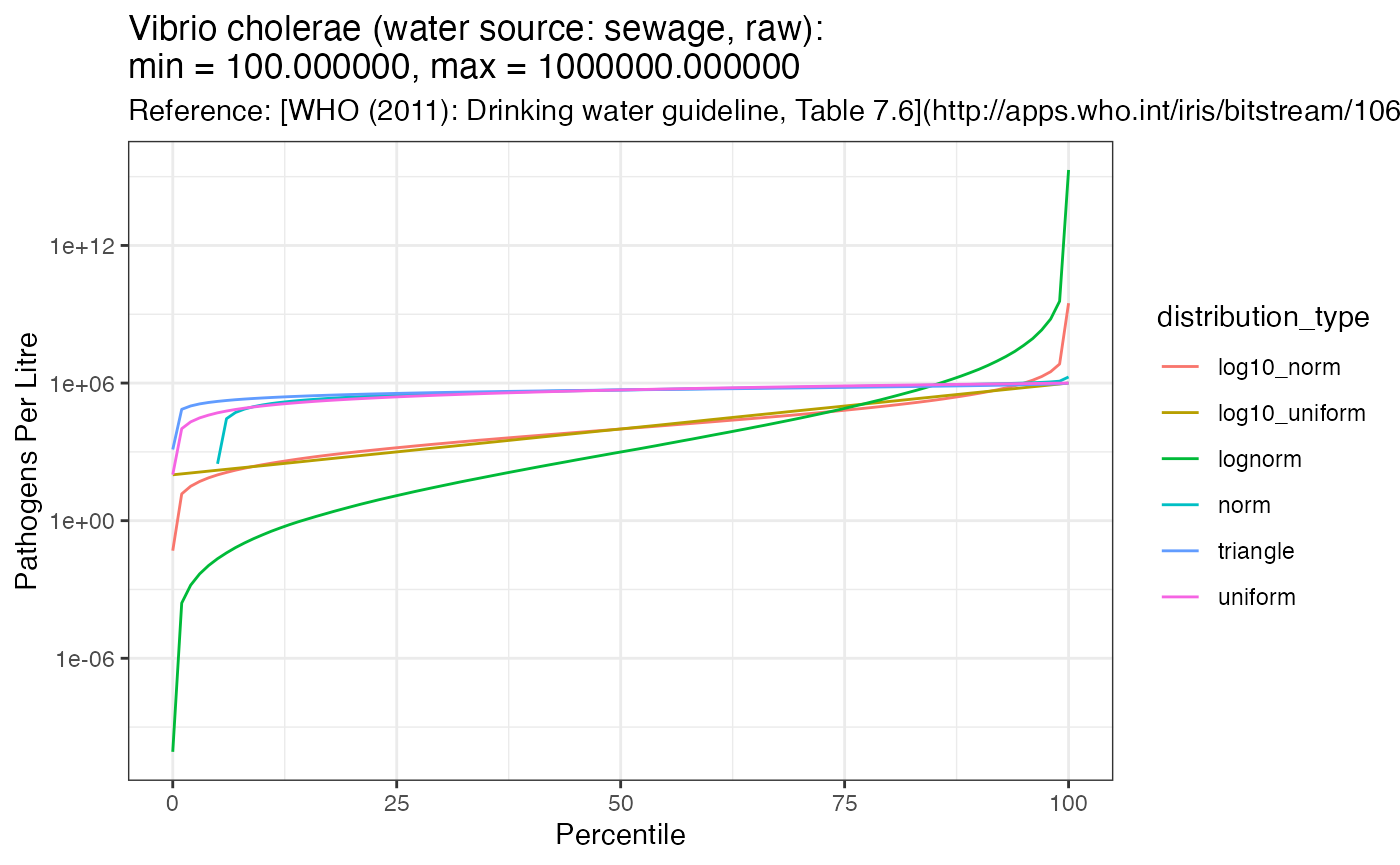 Vibrio cholerae (water source: sewage, raw):
min = 100.000000, max = 1000000.000000
Reference: [WHO (2011): Drinking water guideline, Table 7.6](http://apps.who.int/iris/bitstream/106
1e+12
1e+06
1e+00
1e-06
Pathogens Per Litre
0 25 50 75 100
Percentile
distribution_type
log10_norm
log10_uniform
lognorm
norm
triangle
uniform